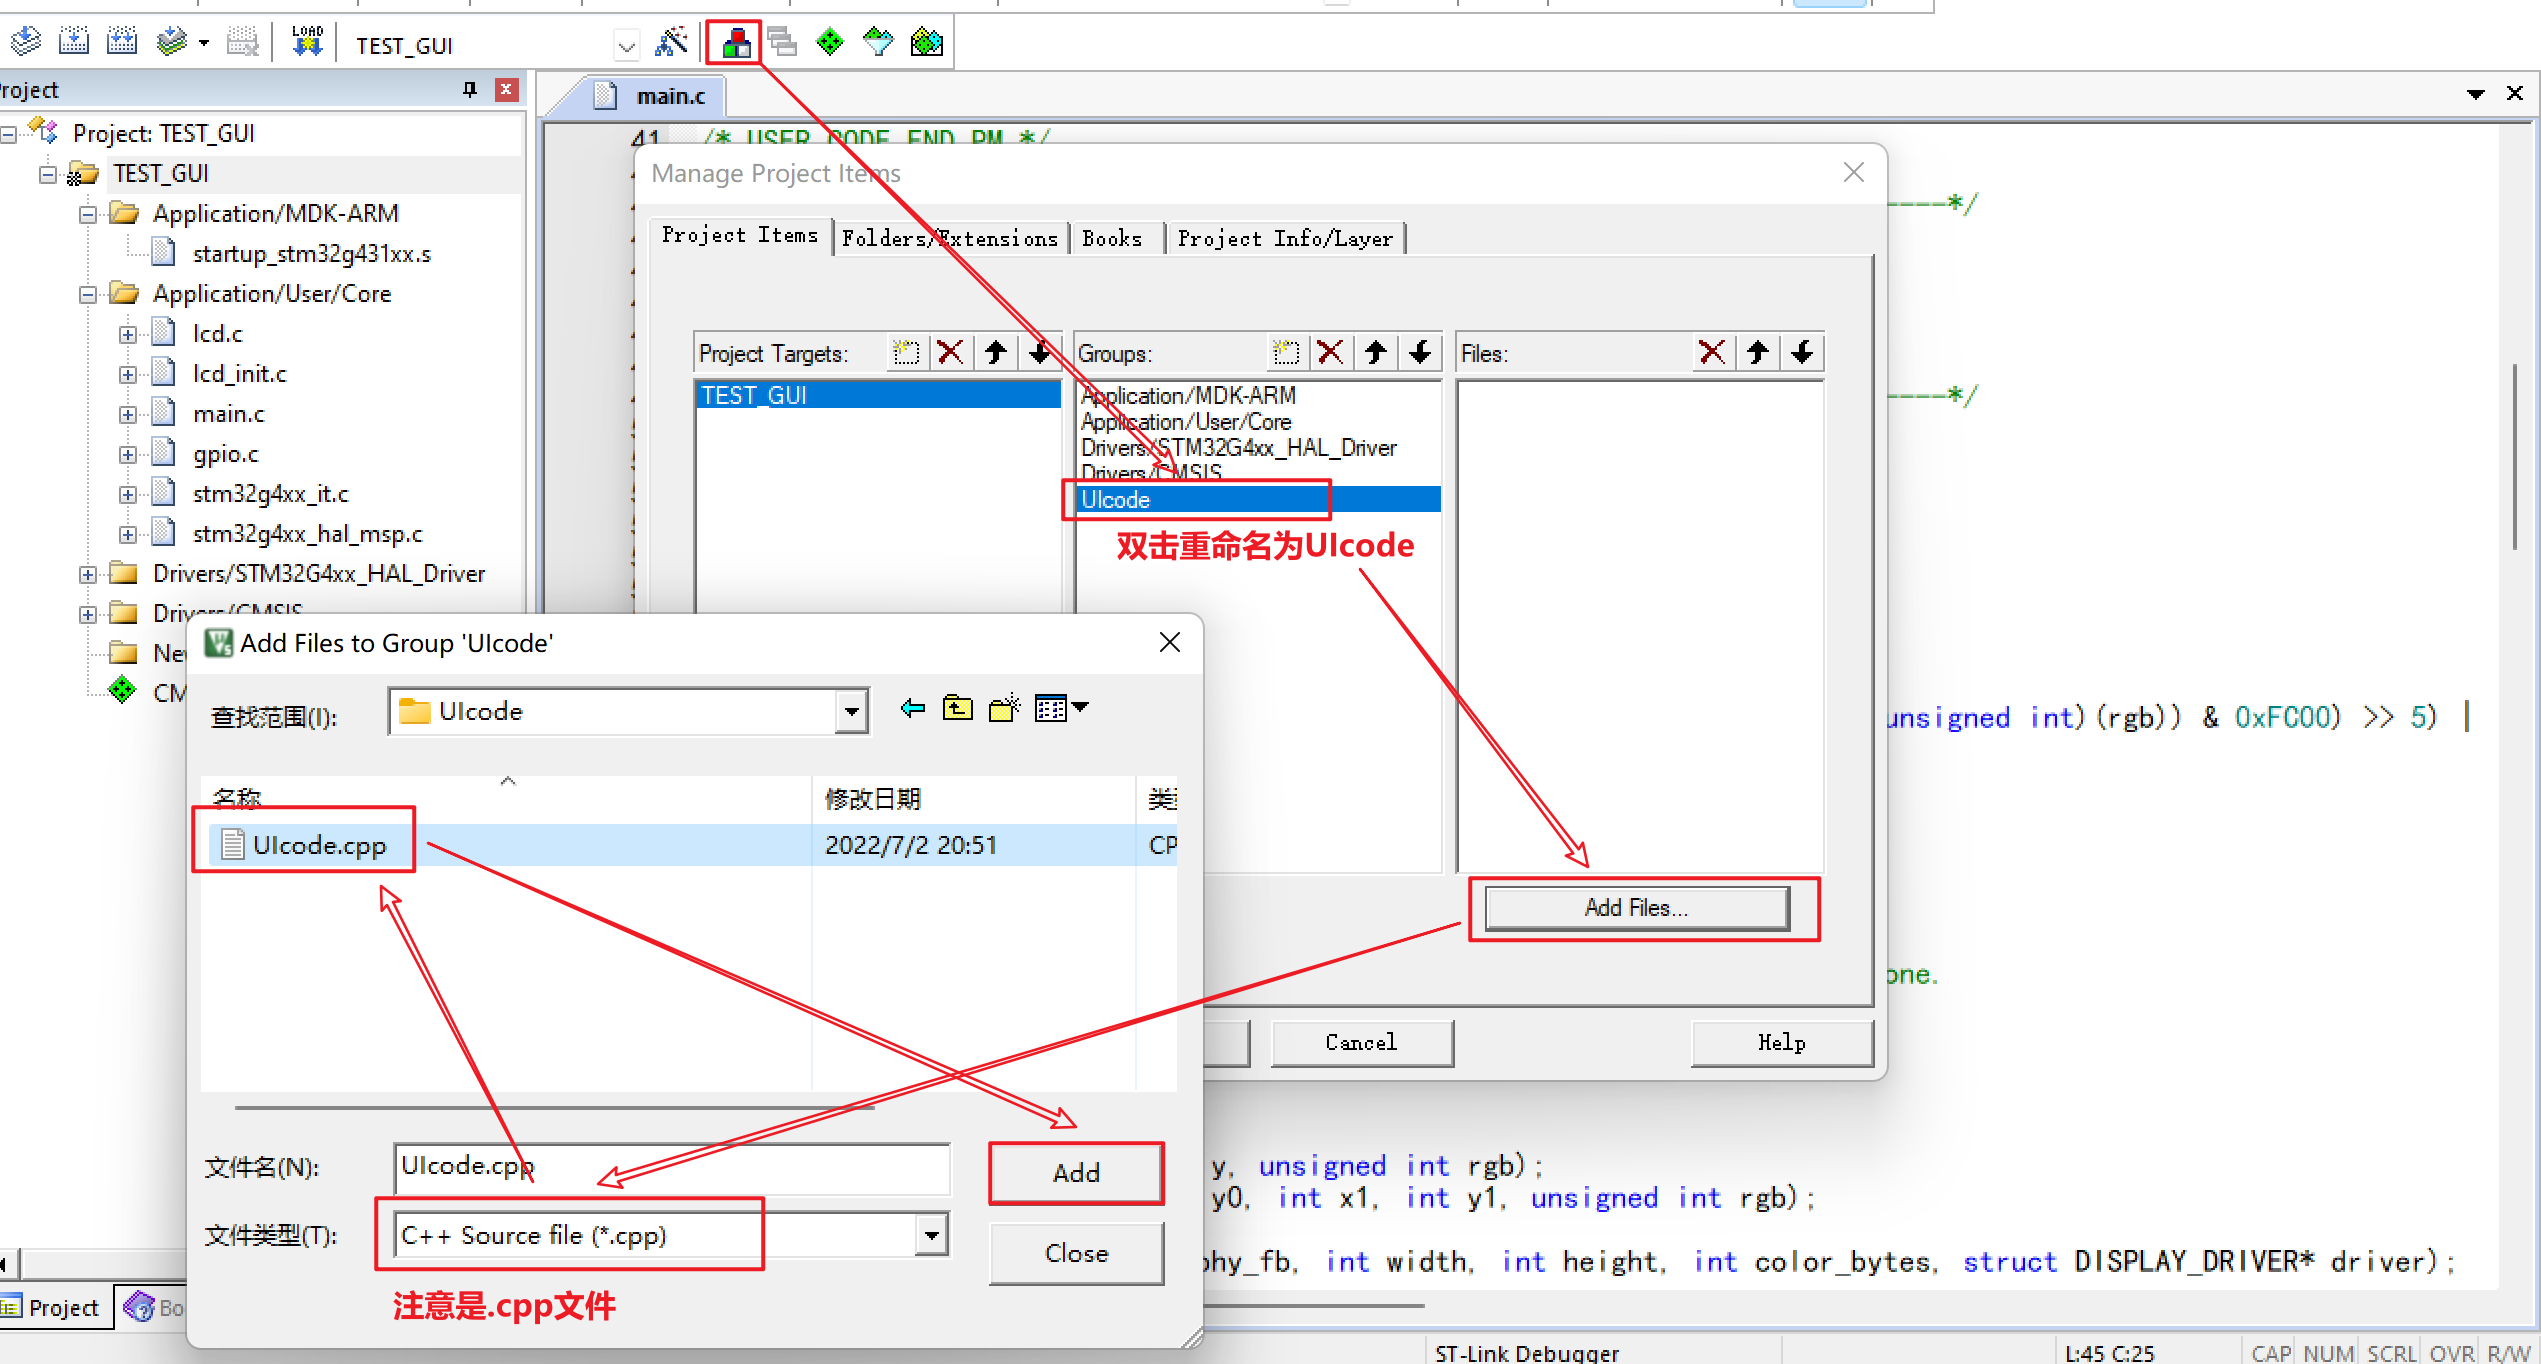 LOAD
TEST_GUI
Project
main.c
Project: TEST_GUI
TEST_GUI
Application/MDK-ARM
startup_stm32g431xx.s
Application/User/Core
lcd.c
lcd_init.c
main.c
gpio.c
stm32g4xx_it.c
stm32g4xx_hal_msp.c
Drivers/STM32G4xx_HAL_Driver
Drivers/CMSIS
41 /* USER CODE END PM */
----*/
----*/
unsigned int)(rgb)) & 0xFC00) >> 5) |
one.
y, unsigned int rgb);
y0, int x1, int y1, unsigned int rgb);
phy_fb, int width, int height, int color_bytes, struct DISPLAY_DRIVER* driver);
Manage Project Items
Project Items
Folders/Extensions
Books
Project Info/Layer
Project Targets:
Groups:
Files:
TEST_GUI
Application/MDK-ARM
Application/User/Core
Drivers/STM32G4xx_HAL_Driver
Drivers/CMSIS
UIcode
双击重命名为UIcode
Add Files...
Cancel
Help
Add Files to Group 'UIcode'
查找范围(I):
UIcode
名称
修改日期
UIcode.cpp
2022/7/2 20:51
CP
文件名(N):
UIcode.cpp
Add
文件类型(T):
C++ Source file (*.cpp)
Close
注意是.cpp文件
Project
Bo
ST-Link Debugger
L:45 C:25
CAP NUM SCRL OVR R/W